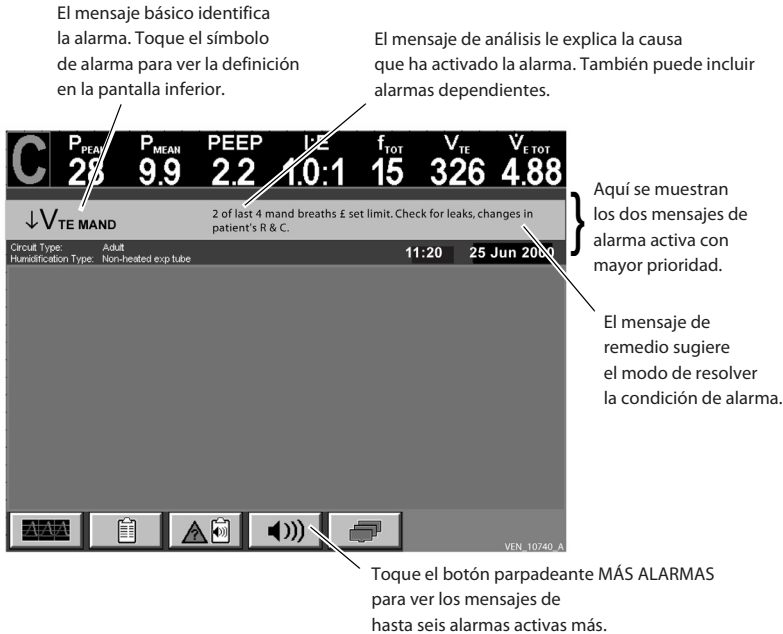 El mensaje básico identifica
la alarma. Toque el símbolo
de alarma para ver la definición
en la pantalla inferior.
El mensaje de análisis le explica la causa
que ha activado la alarma. También puede incluir
alarmas dependientes.
C PPEAK PMEAN PEEP I:E fTOT VTE V̇E TOT
28 9.9 2.2 1.0:1 15 326 4.88
↓VTE MAND
2 of last 4 mand breaths £ set limit. Check for leaks, changes in
patient's R & C.
Circuit Type: Adult
Humidification Type: Non-heated exp tube
11:20 25 Jun 2000
Aquí se muestran
los dos mensajes de
alarma activa con
mayor prioridad.
El mensaje de
remedio sugiere
el modo de resolver
la condición de alarma.
VEN_10740_A
Toque el botón parpadeante MÁS ALARMAS
para ver los mensajes de
hasta seis alarmas activas más.